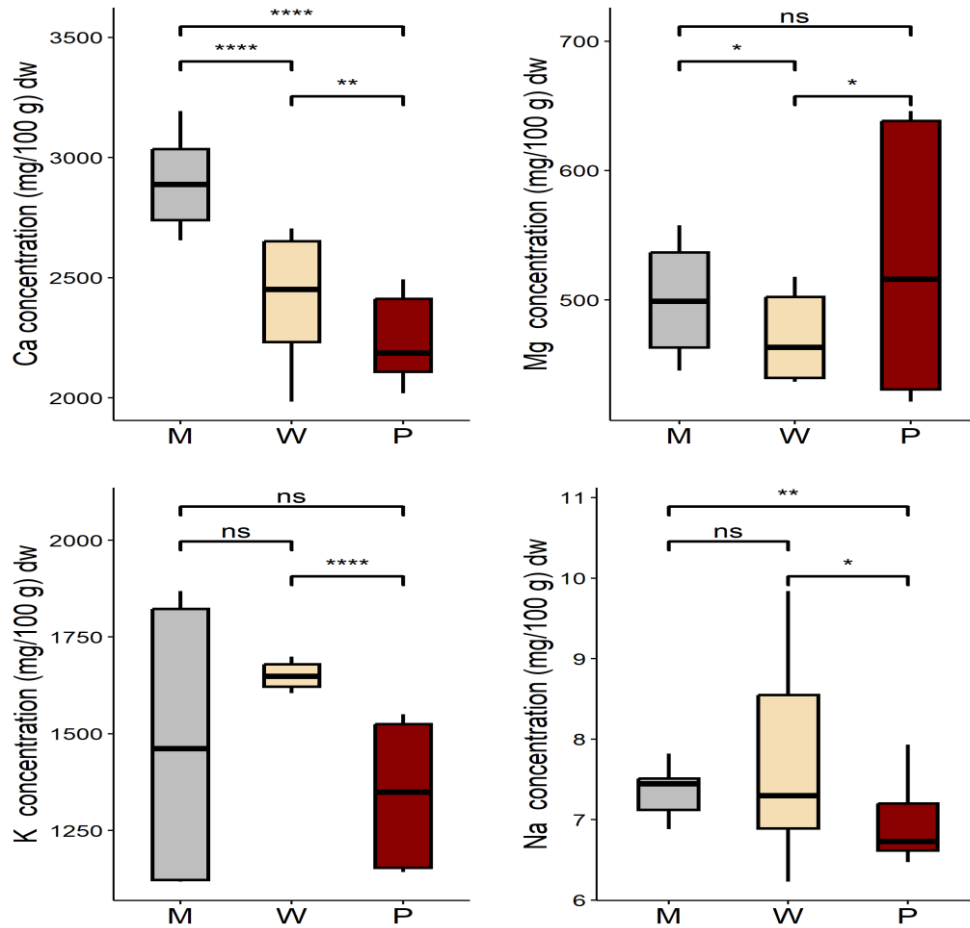 Ca concentration (mg/100 g) dw
3500
3000
2500
2000
****
****
**
M W P
Mg concentration (mg/100 g) dw
700
600
500
ns
*
*
M W P
K concentration (mg/100 g) dw
2000
1750
1500
1250
ns
ns
****
M W P
Na concentration (mg/100 g) dw
11
10
9
8
7
6
**
ns
*
M W P